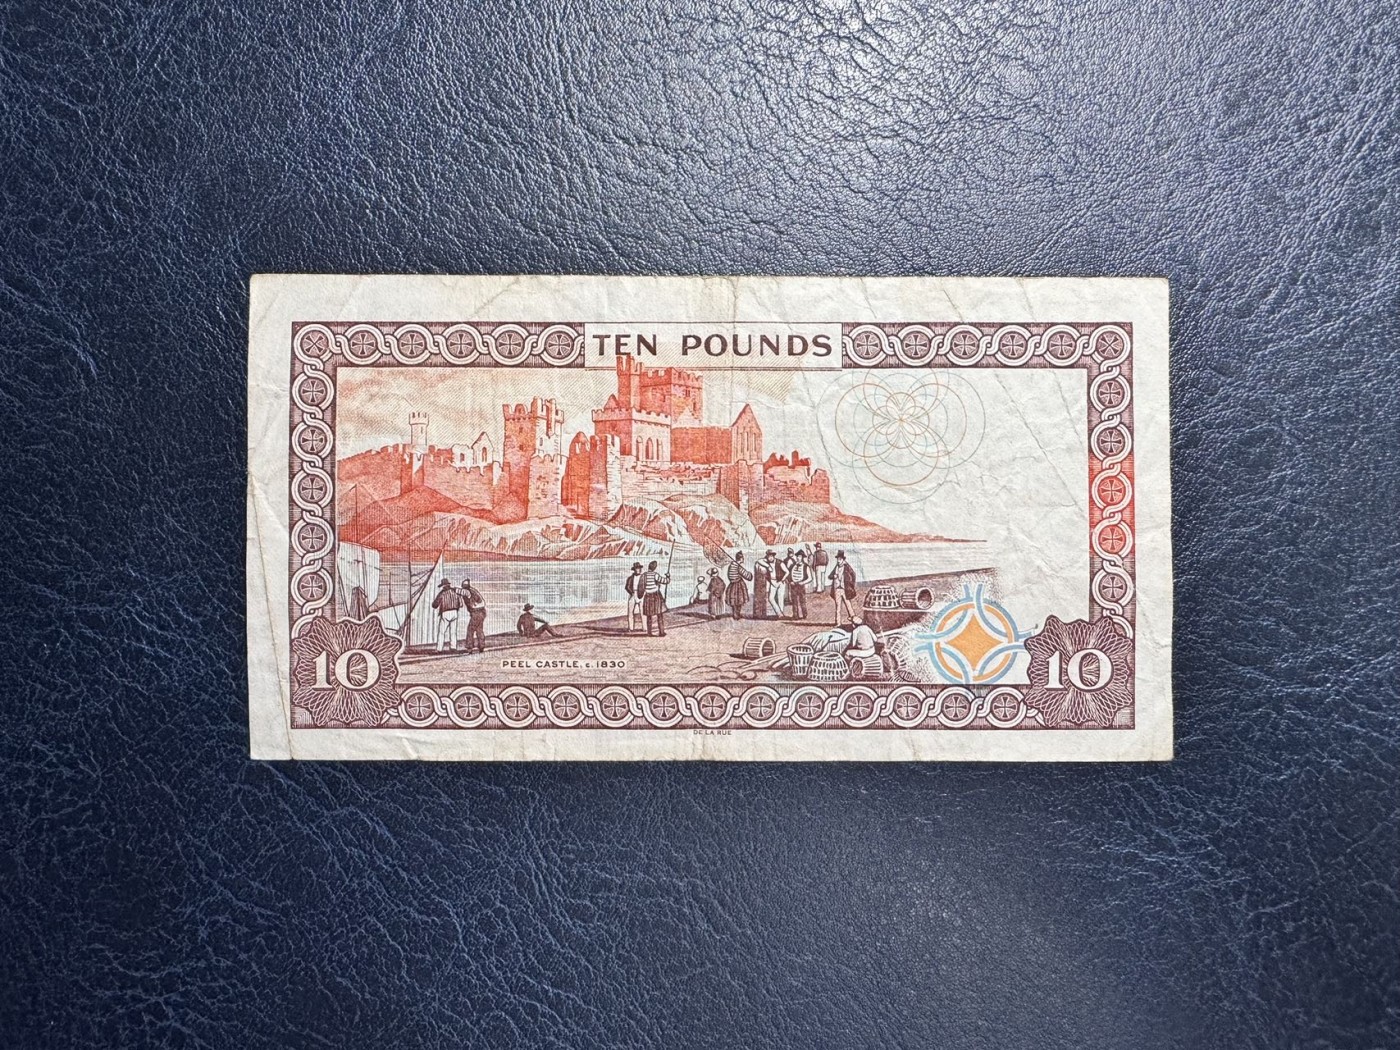 TEN POUNDS
PEEL CASTLE, c. 1830
10
10
DE LA RUE